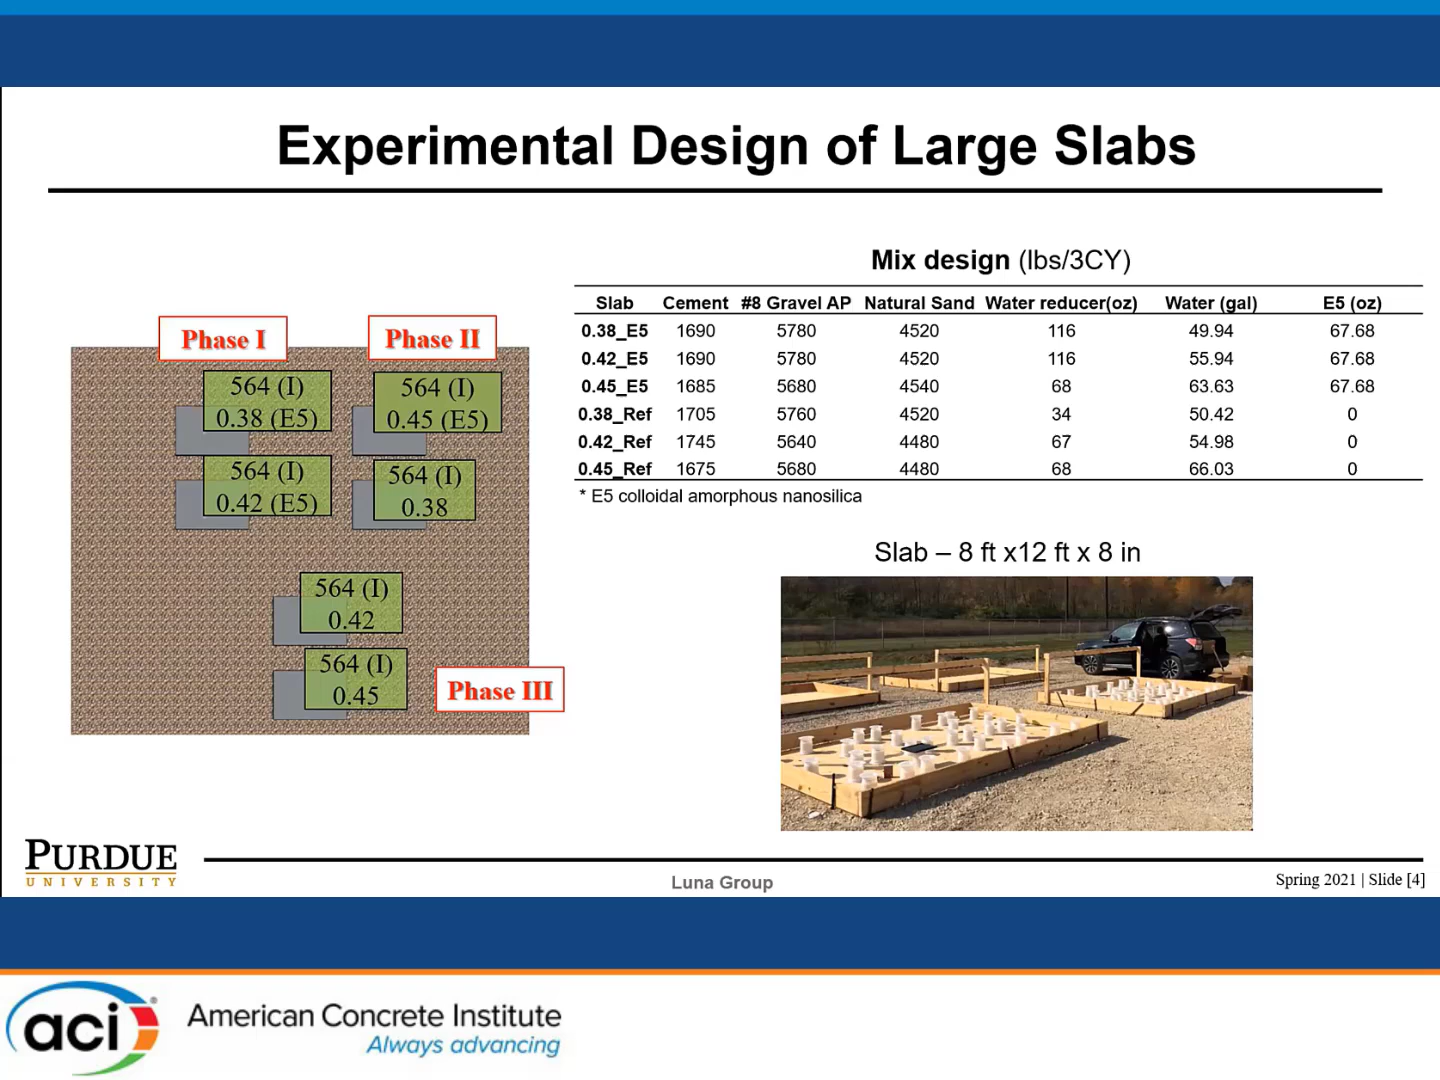 Experimental Design of Large Slabs
Mix design (lbs/3CY)
Slab Cement #8 Gravel AP Natural Sand Water reducer(oz) Water (gal) E5 (oz)
0.38_E5 1690 5780 4520 116 49.94 67.68
0.42_E5 1690 5780 4520 116 55.94 67.68
0.45_E5 1685 5680 4540 68 63.63 67.68
0.38_Ref 1705 5760 4520 34 50.42 0
0.42_Ref 1745 5640 4480 67 54.98 0
0.45_Ref 1675 5680 4480 68 66.03 0
* E5 colloidal amorphous nanosilica
Phase I
Phase II
564 (I)
0.38 (E5)
564 (I)
0.45 (E5)
564 (I)
0.42 (E5)
564 (I)
0.38
564 (I)
0.42
564 (I)
0.45
Phase III
Slab – 8 ft x12 ft x 8 in
PURDUE
UNIVERSITY
Luna Group
Spring 2021 | Slide [4]
aci
American Concrete Institute
Always advancing